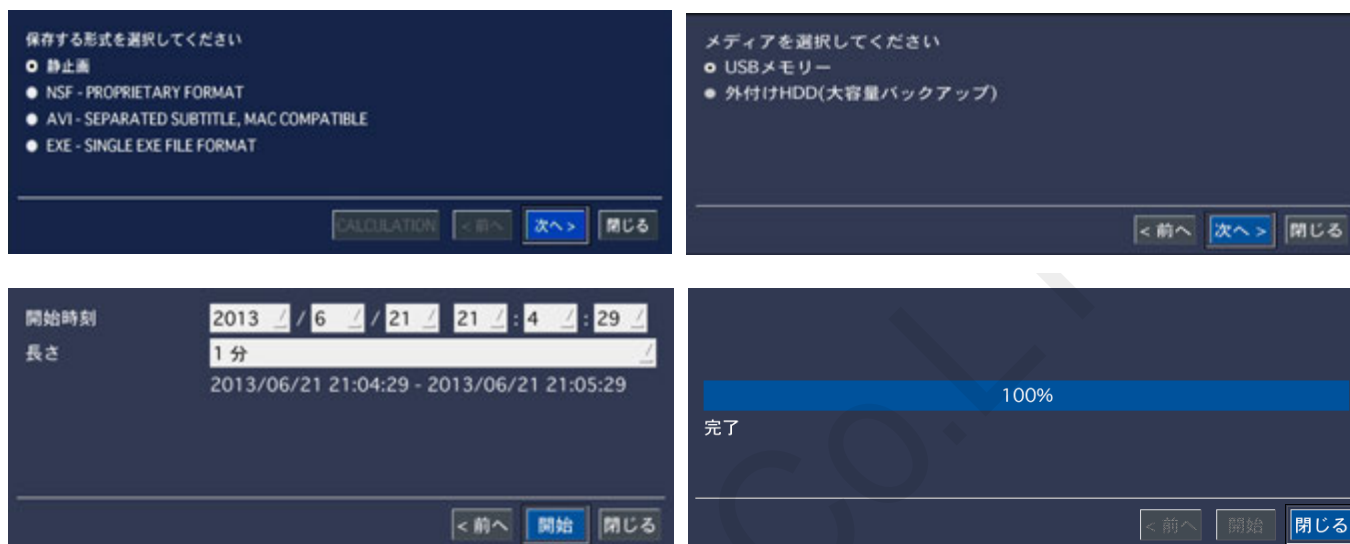 保存する形式を選択してください
静止画
NSF - PROPRIETARY FORMAT
AVI - SEPARATED SUBTITLE, MAC COMPATIBLE
EXE - SINGLE EXE FILE FORMAT
CALCULATION < 前へ 次へ > 閉じる
メディアを選択してください
USBメモリー
外付けHDD(大容量バックアップ)
< 前へ 次へ > 閉じる
開始時刻 2013 / 6 / 21 21 : 4 : 29
長さ 1 分
2013/06/21 21:04:29 - 2013/06/21 21:05:29
< 前へ 開始 閉じる
100%
完了
< 前へ 開始 閉じる